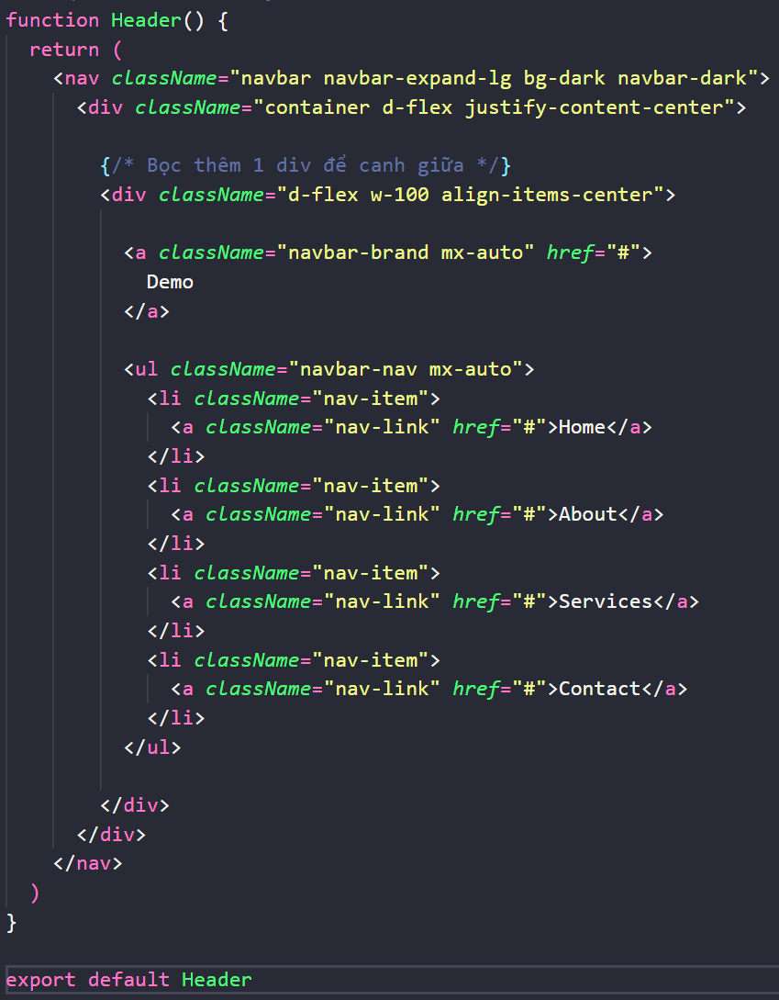 function Header() {
  return (
    <nav className="navbar navbar-expand-lg bg-dark navbar-dark">
      <div className="container d-flex justify-content-center">

        {/* Bọc thêm 1 div để canh giữa */}
        <div className="d-flex w-100 align-items-center">

          <a className="navbar-brand mx-auto" href="#">
            Demo
          </a>

          <ul className="navbar-nav mx-auto">
            <li className="nav-item">
              <a className="nav-link" href="#">Home</a>
            </li>
            <li className="nav-item">
              <a className="nav-link" href="#">About</a>
            </li>
            <li className="nav-item">
              <a className="nav-link" href="#">Services</a>
            </li>
            <li className="nav-item">
              <a className="nav-link" href="#">Contact</a>
            </li>
          </ul>

        </div>
      </div>
    </nav>
  )
}

export default Header